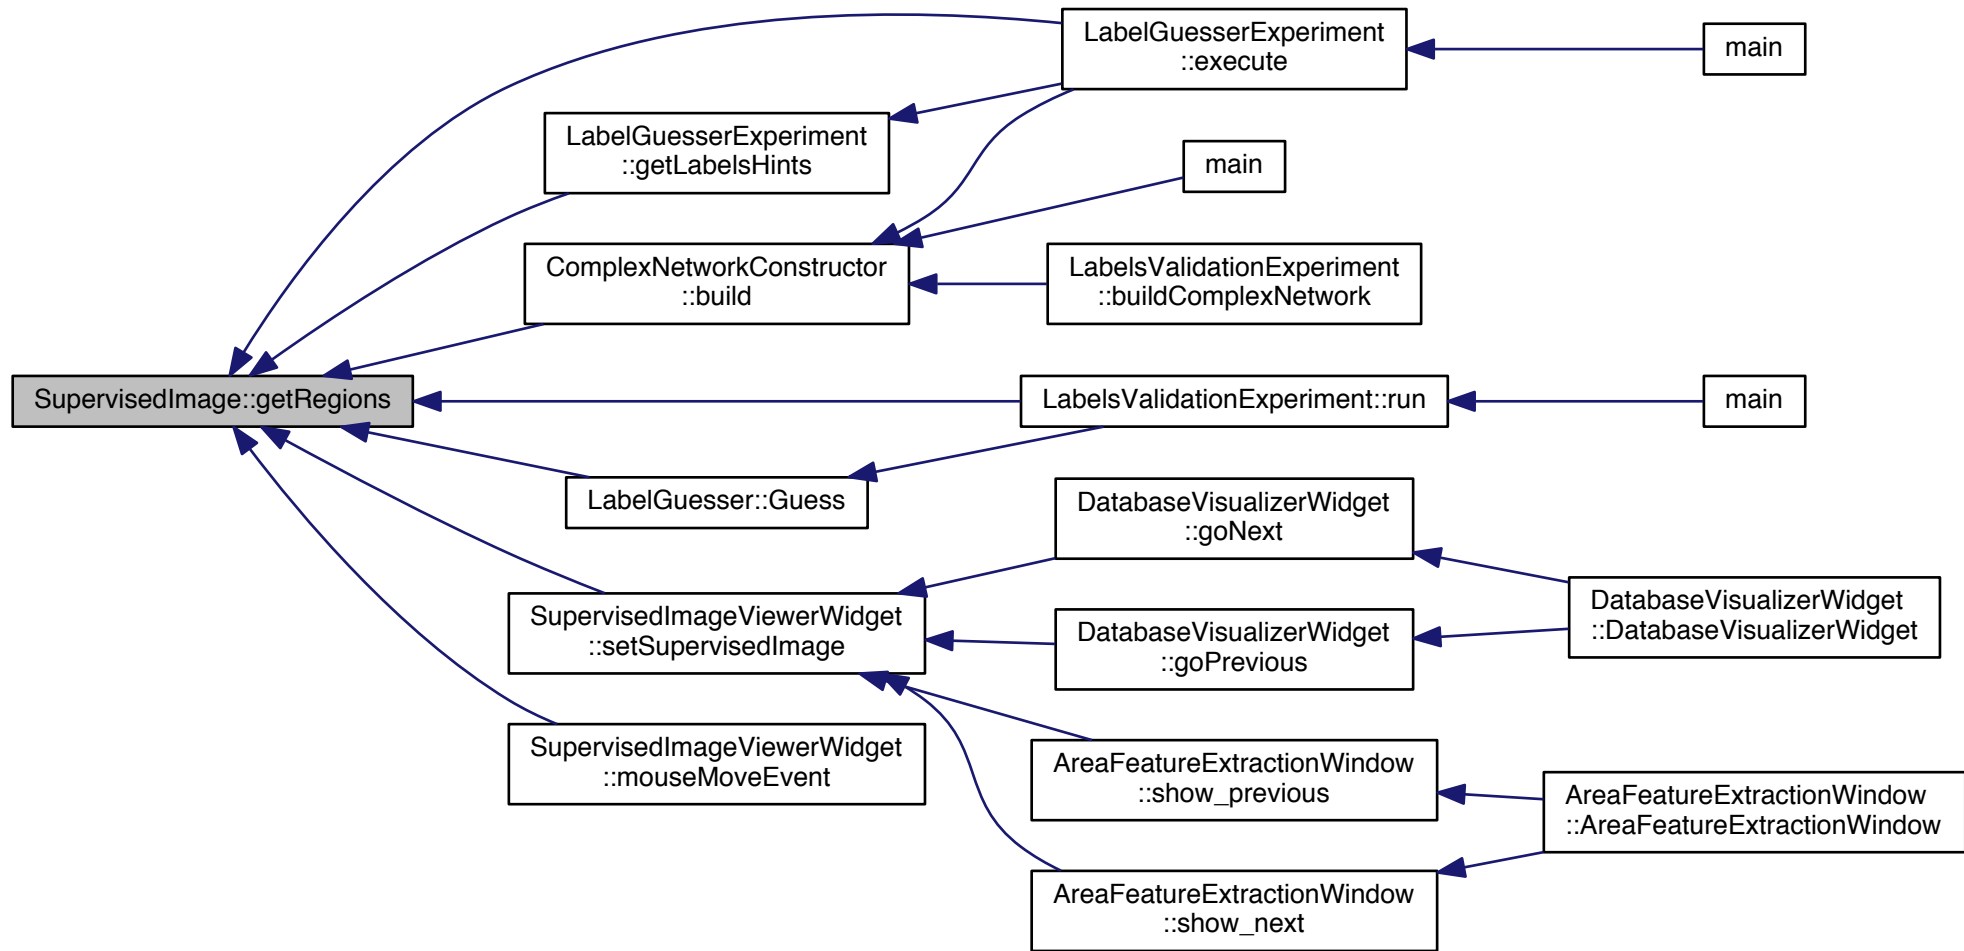 LabelGuesserExperiment
::execute
main
LabelGuesserExperiment
::getLabelsHints
main
ComplexNetworkConstructor
::build
LabelsValidationExperiment
::buildComplexNetwork
SupervisedImage::getRegions
LabelsValidationExperiment::run
main
LabelGuesser::Guess
DatabaseVisualizerWidget
::goNext
SupervisedImageViewerWidget
::setSupervisedImage
DatabaseVisualizerWidget
::goPrevious
DatabaseVisualizerWidget
::DatabaseVisualizerWidget
SupervisedImageViewerWidget
::mouseMoveEvent
AreaFeatureExtractionWindow
::show_previous
AreaFeatureExtractionWindow
::AreaFeatureExtractionWindow
AreaFeatureExtractionWindow
::show_next